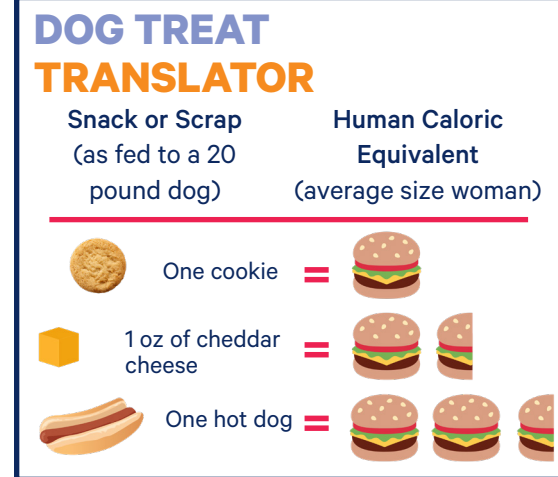 DOG TREAT
TRANSLATOR
Snack or Scrap
(as fed to a 20
pound dog)
Human Caloric
Equivalent
(average size woman)
One cookie =
1 oz of cheddar
cheese =
One hot dog =